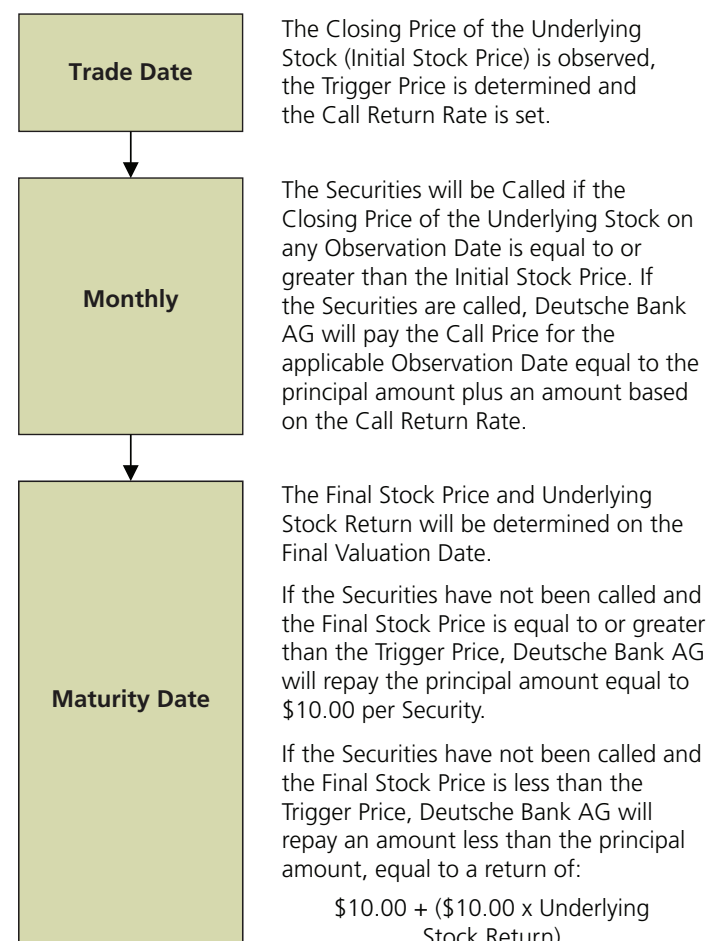 Trade Date
The Closing Price of the Underlying
Stock (Initial Stock Price) is observed,
the Trigger Price is determined and
the Call Return Rate is set.
Monthly
The Securities will be Called if the
Closing Price of the Underlying Stock on
any Observation Date is equal to or
greater than the Initial Stock Price. If
the Securities are called, Deutsche Bank
AG will pay the Call Price for the
applicable Observation Date equal to the
principal amount plus an amount based
on the Call Return Rate.
Maturity Date
The Final Stock Price and Underlying
Stock Return will be determined on the
Final Valuation Date.
If the Securities have not been called and
the Final Stock Price is equal to or greater
than the Trigger Price, Deutsche Bank AG
will repay the principal amount equal to
$10.00 per Security.
If the Securities have not been called and
the Final Stock Price is less than the
Trigger Price, Deutsche Bank AG will
repay an amount less than the principal
amount, equal to a return of:
$10.00 + ($10.00 x Underlying
Stock Return)